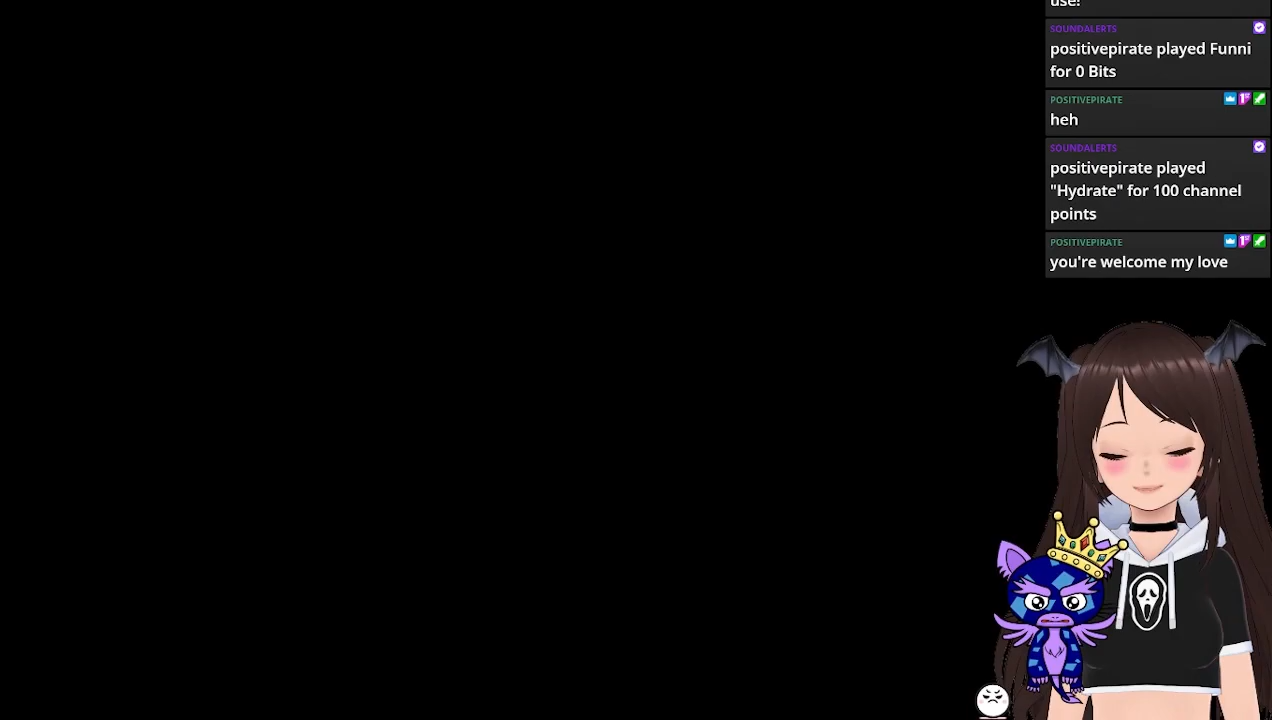 use!
SOUNDALERTS
positivepirate played Funni
for 0 Bits
POSITIVEPIRATE
heh
SOUNDALERTS
positivepirate played
"Hydrate" for 100 channel
points
POSITIVEPIRATE
you're welcome my love